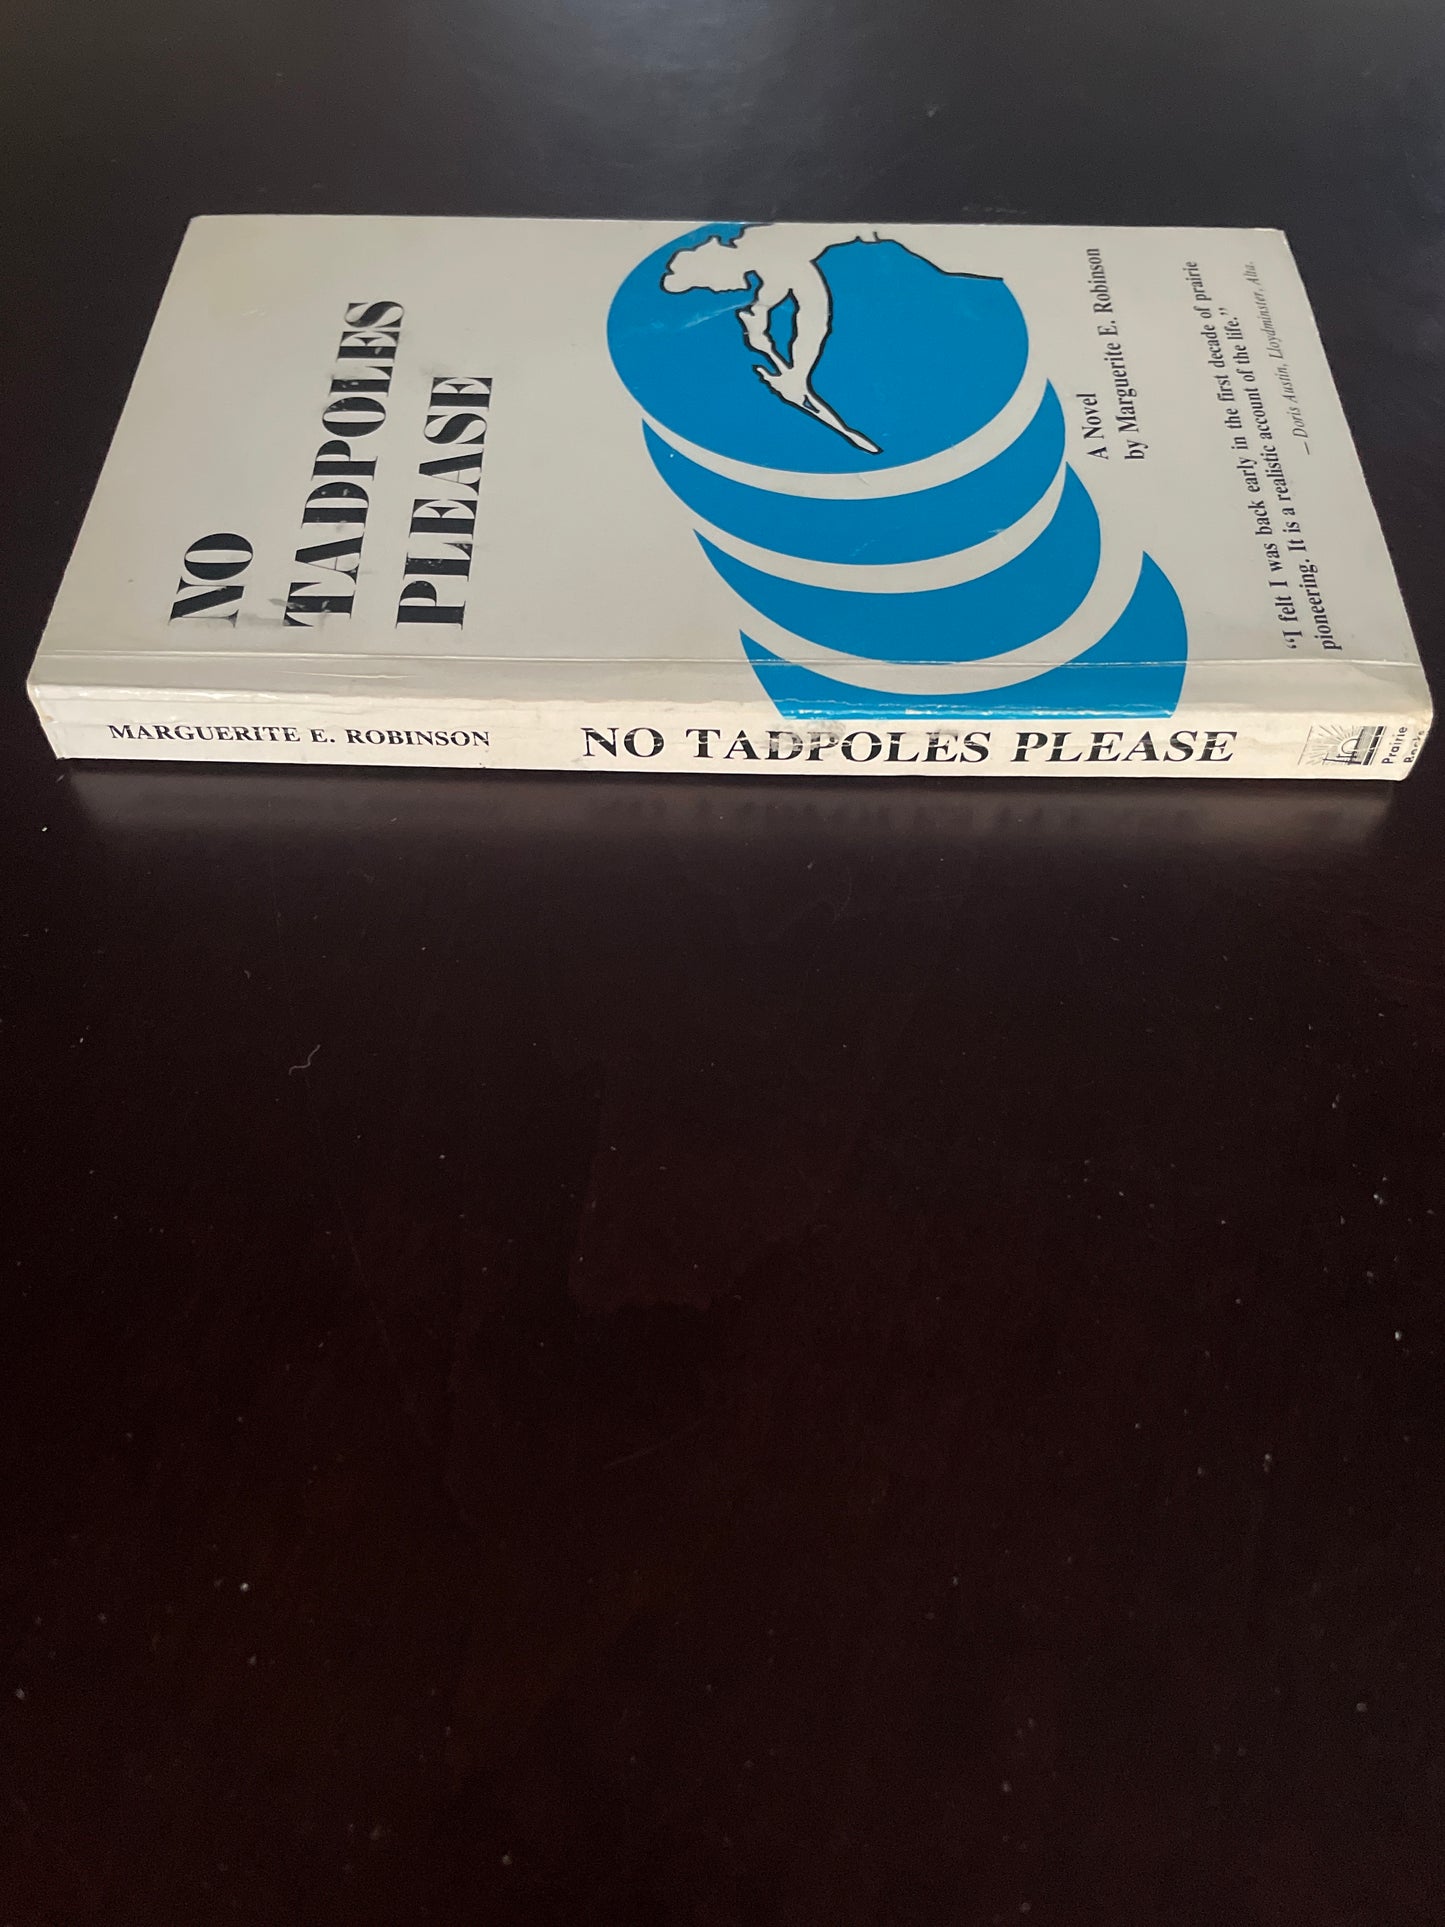 NO
TADPOLES
PLEASE
A Novel
by Marguerite E. Robinson
“I felt I was back early in the first decade of prairie
pioneering. It is a realistic account of the life.”
— Doris Austin, Lloydminster, Alta.
MARGUERITE E. ROBINSON
NO TADPOLES PLEASE
Prairie
Books